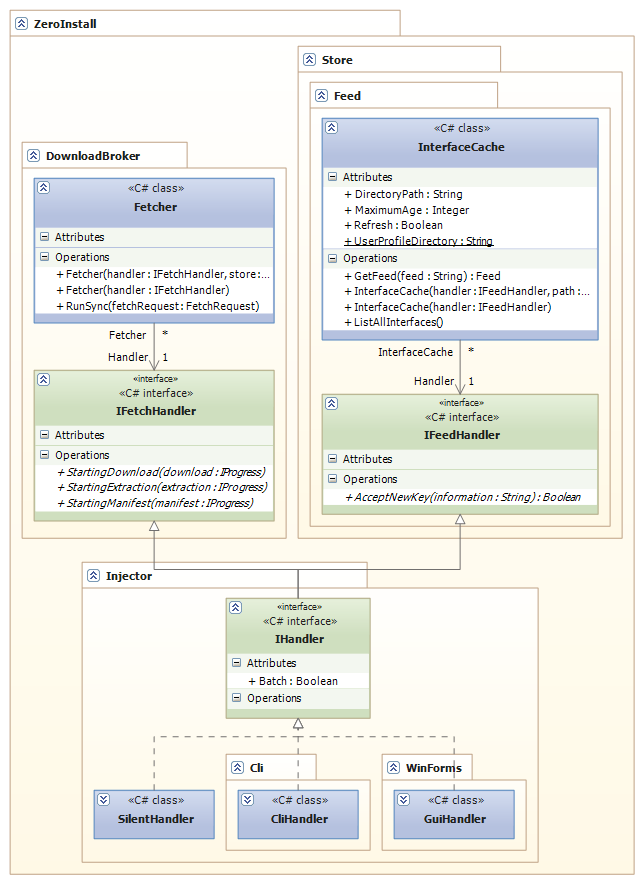 ZeroInstall
Store
Feed
«C# class»
InterfaceCache
Attributes
+ DirectoryPath : String
+ MaximumAge : Integer
+ Refresh : Boolean
+ UserProfileDirectory : String
Operations
+ GetFeed(feed : String) : Feed
+ InterfaceCache(handler : IFeedHandler, path :...
+ InterfaceCache(handler : IFeedHandler)
+ ListAllInterfaces()
InterfaceCache *
Handler 1
«interface»
«C# interface»
IFeedHandler
Attributes
Operations
+ AcceptNewKey(information : String) : Boolean
DownloadBroker
«C# class»
Fetcher
Attributes
Operations
+ Fetcher(handler : IFetchHandler, store :...
+ Fetcher(handler : IFetchHandler)
+ RunSync(fetchRequest : FetchRequest)
Fetcher *
Handler 1
«interface»
«C# interface»
IFetchHandler
Attributes
Operations
+ StartingDownload(download : IProgress)
+ StartingExtraction(extraction : IProgress)
+ StartingManifest(manifest : IProgress)
Injector
«interface»
«C# interface»
IHandler
Attributes
+ Batch : Boolean
Operations
«C# class»
SilentHandler
Cli
«C# class»
CliHandler
WinForms
«C# class»
GuiHandler